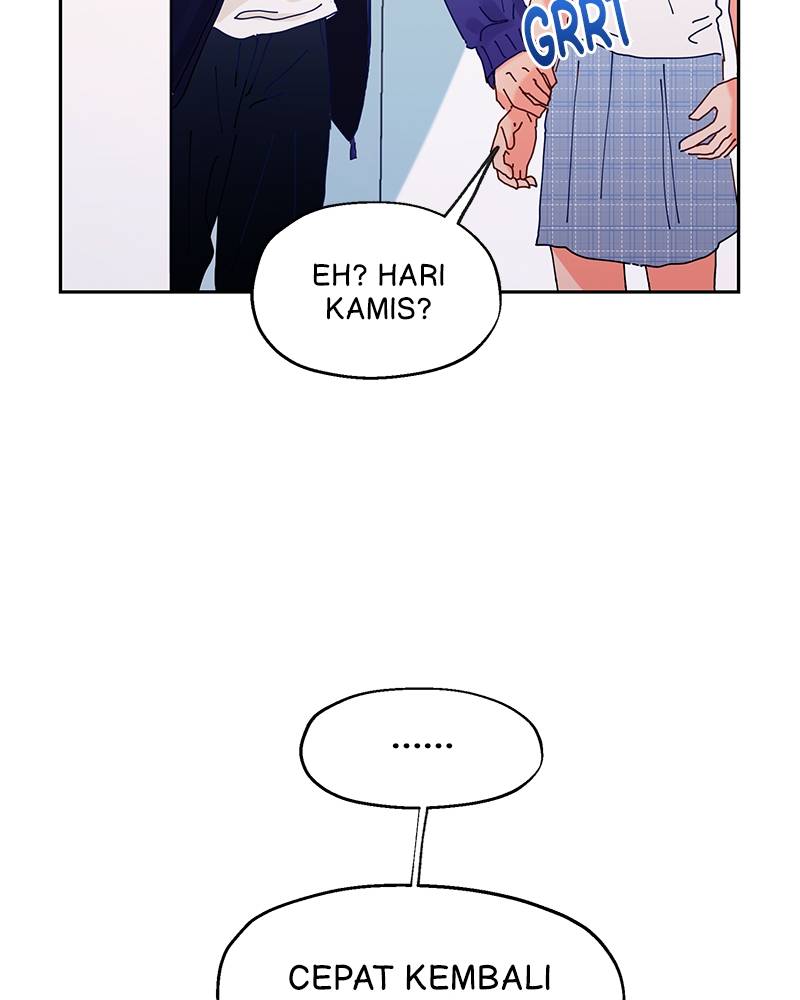 GRRT
EH? HARI
KAMIS?
......
CEPAT KEMBALI